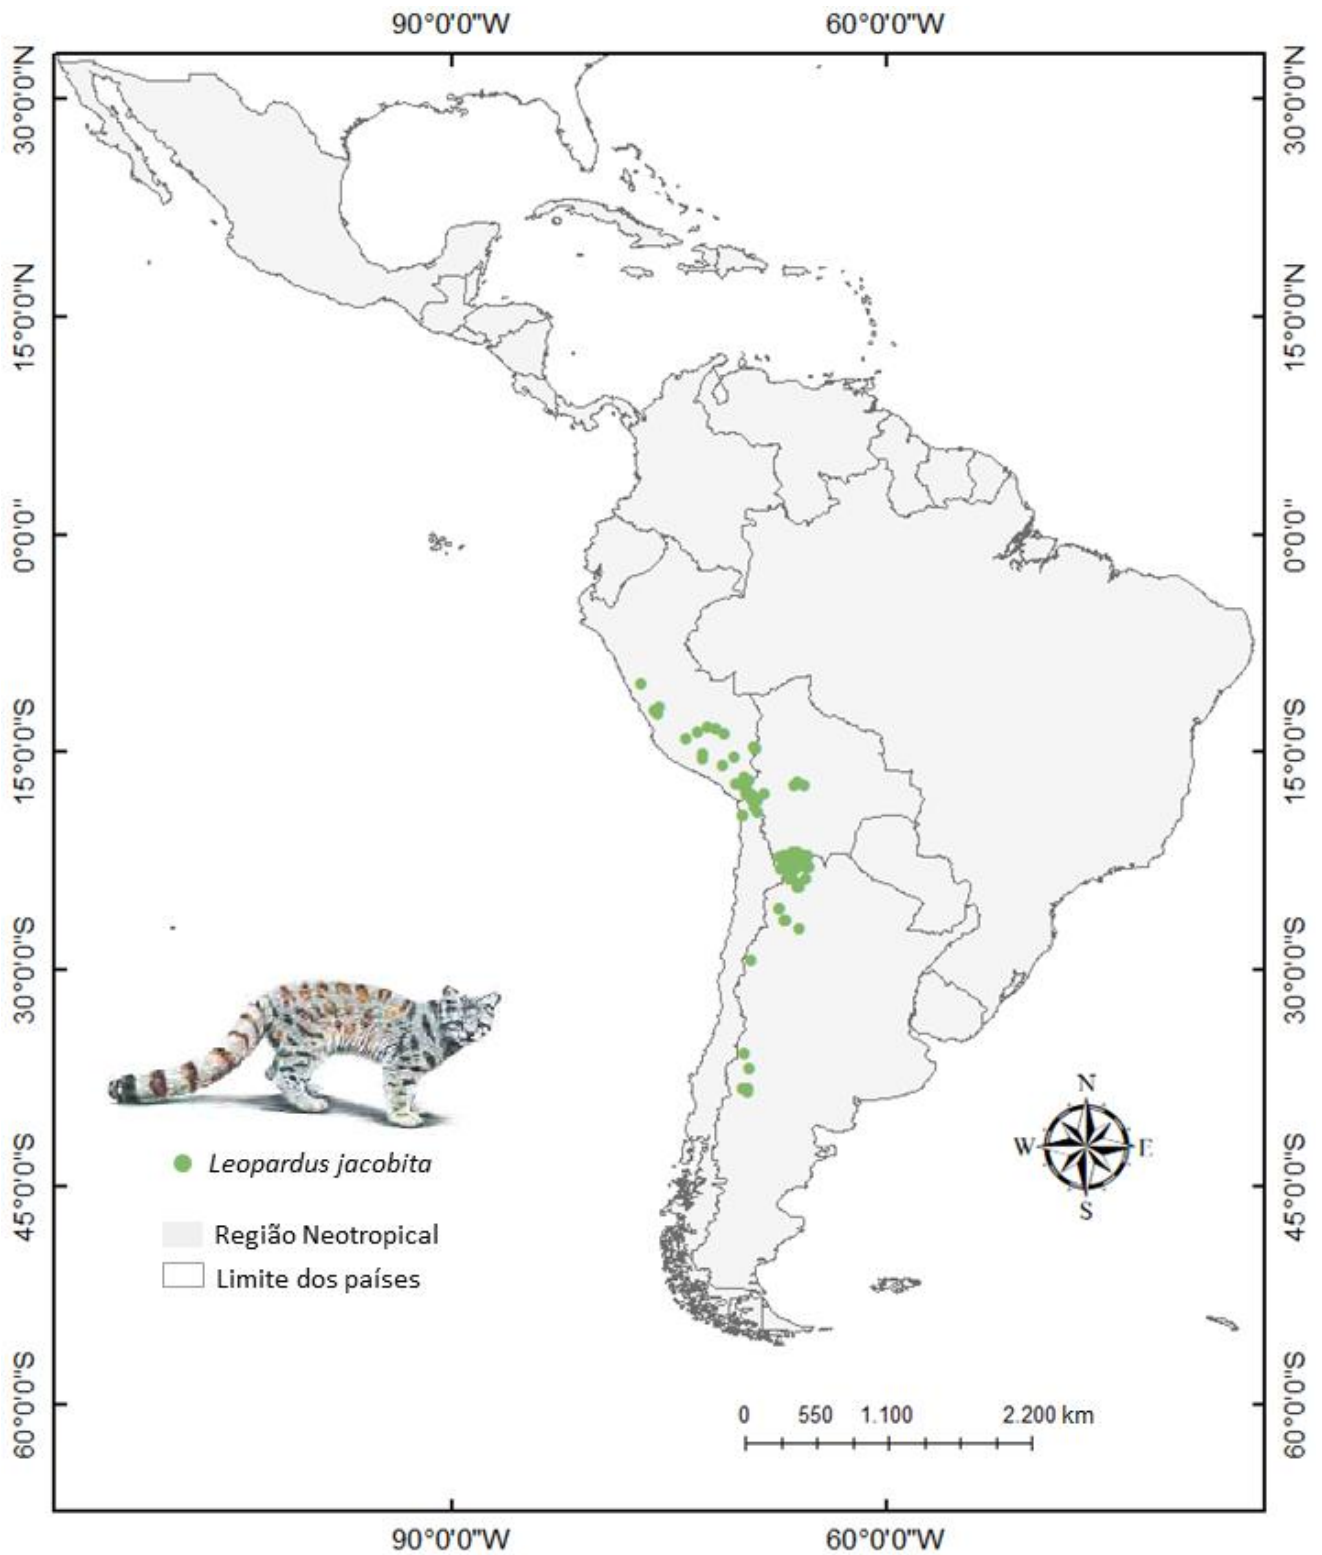 90°0'0"W 60°0'0"W
30°0'0"N 30°0'0"N
15°0'0"N 15°0'0"N
0°0'0" 0°0'0"
15°0'0"S 15°0'0"S
30°0'0"S 30°0'0"S
45°0'0"S 45°0'0"S
60°0'0"S 60°0'0"S
Leopardus jacobita
Região Neotropical
Limite dos países
N
W E
S
0 550 1.100 2.200 km
90°0'0"W 60°0'0"W